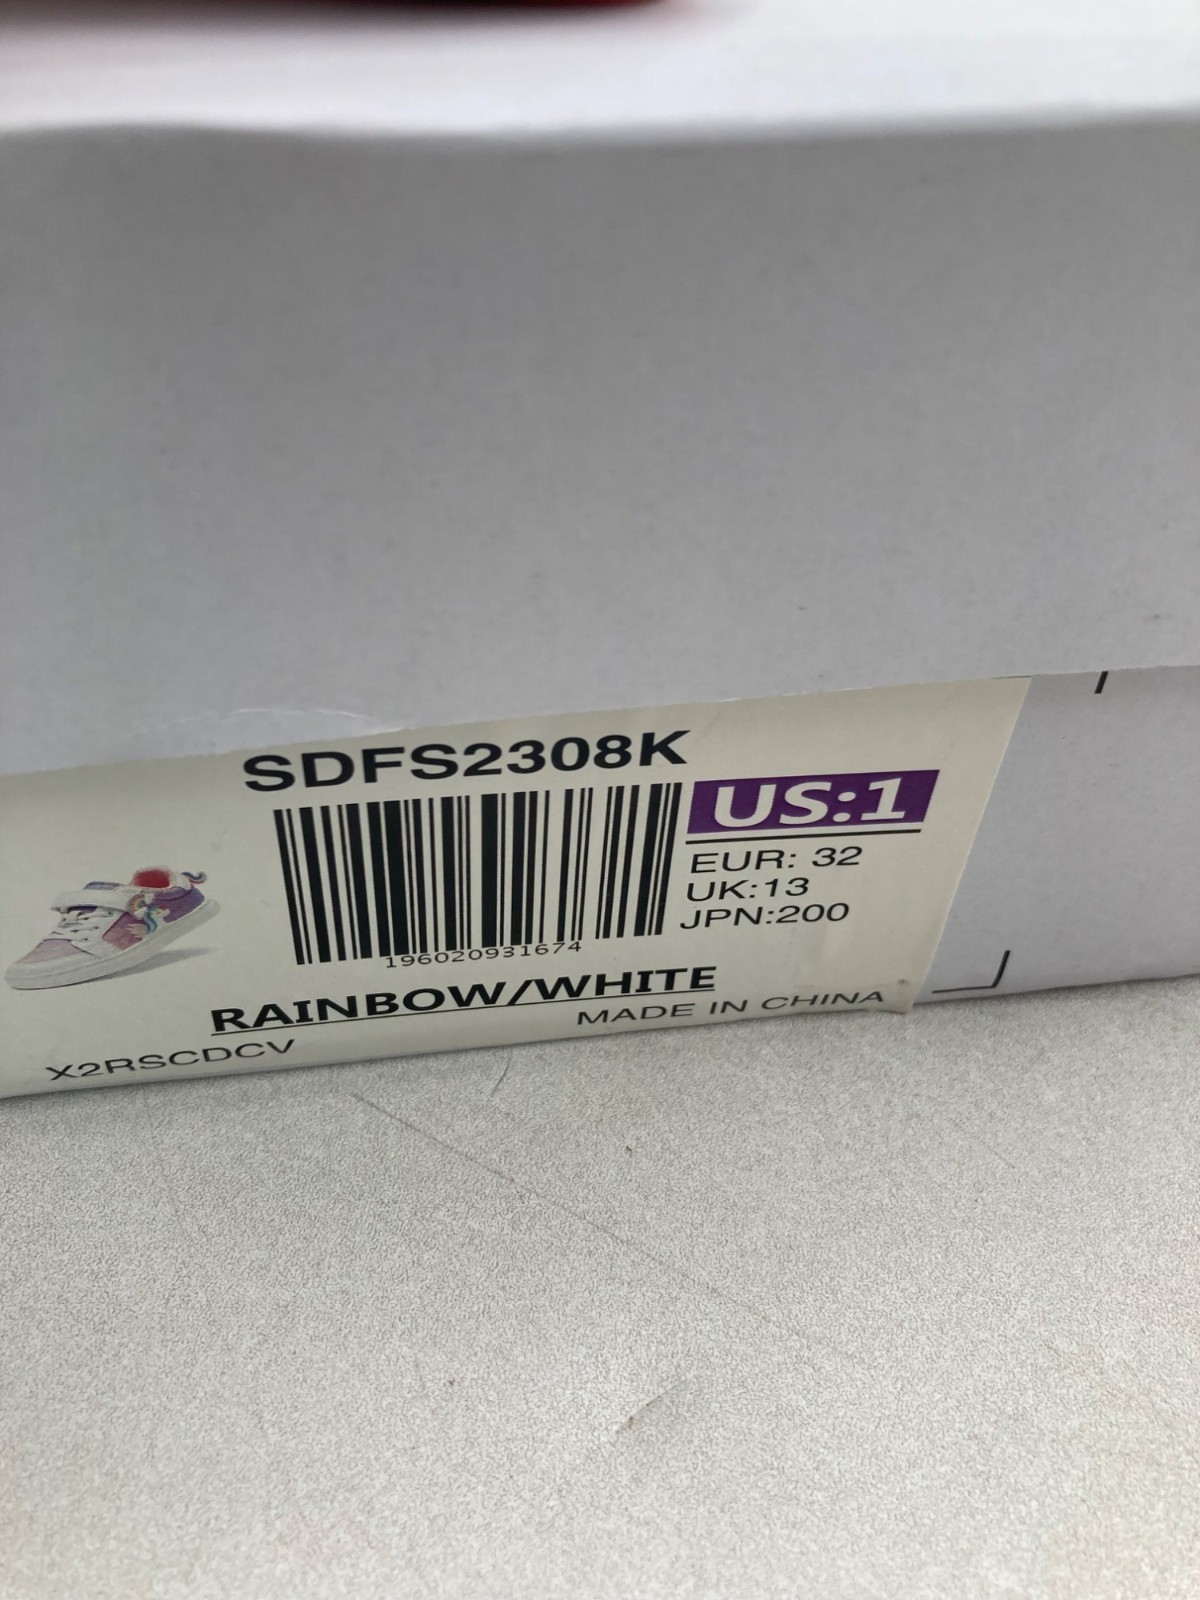 SDFS2308K
US:1
EUR: 32
UK:13
JPN:200
196020931674
RAINBOW/WHITE
MADE IN CHINA
X2RSCDCV